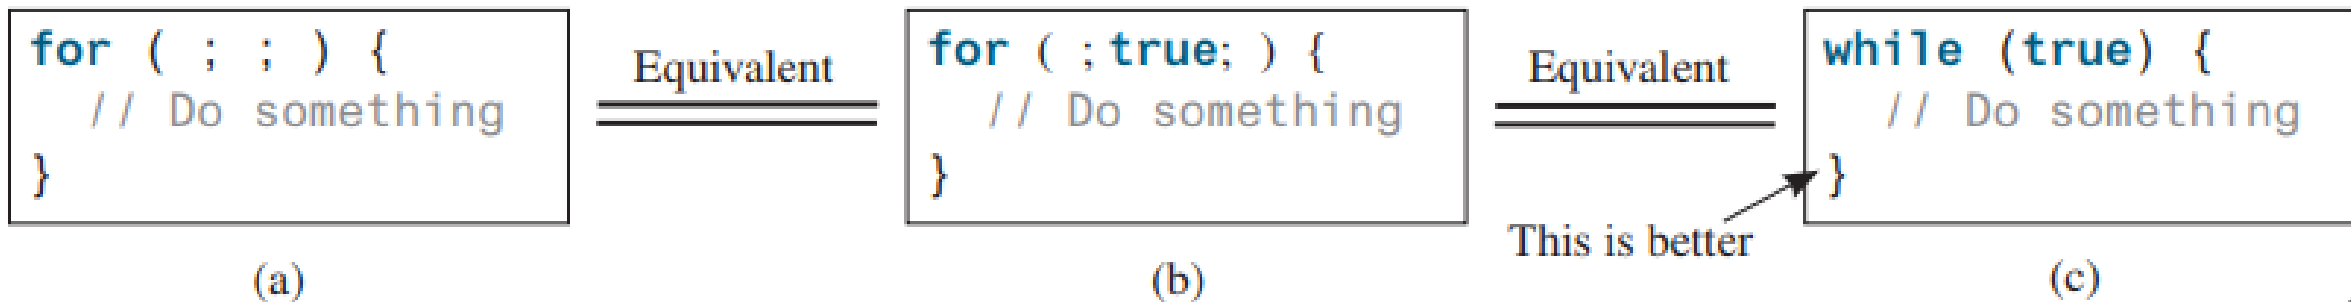 for ( ; ; ) {
  // Do something
}
(a)
Equivalent
for ( ; true; ) {
  // Do something
}
(b)
Equivalent
while (true) {
  // Do something
}
This is better
(c)